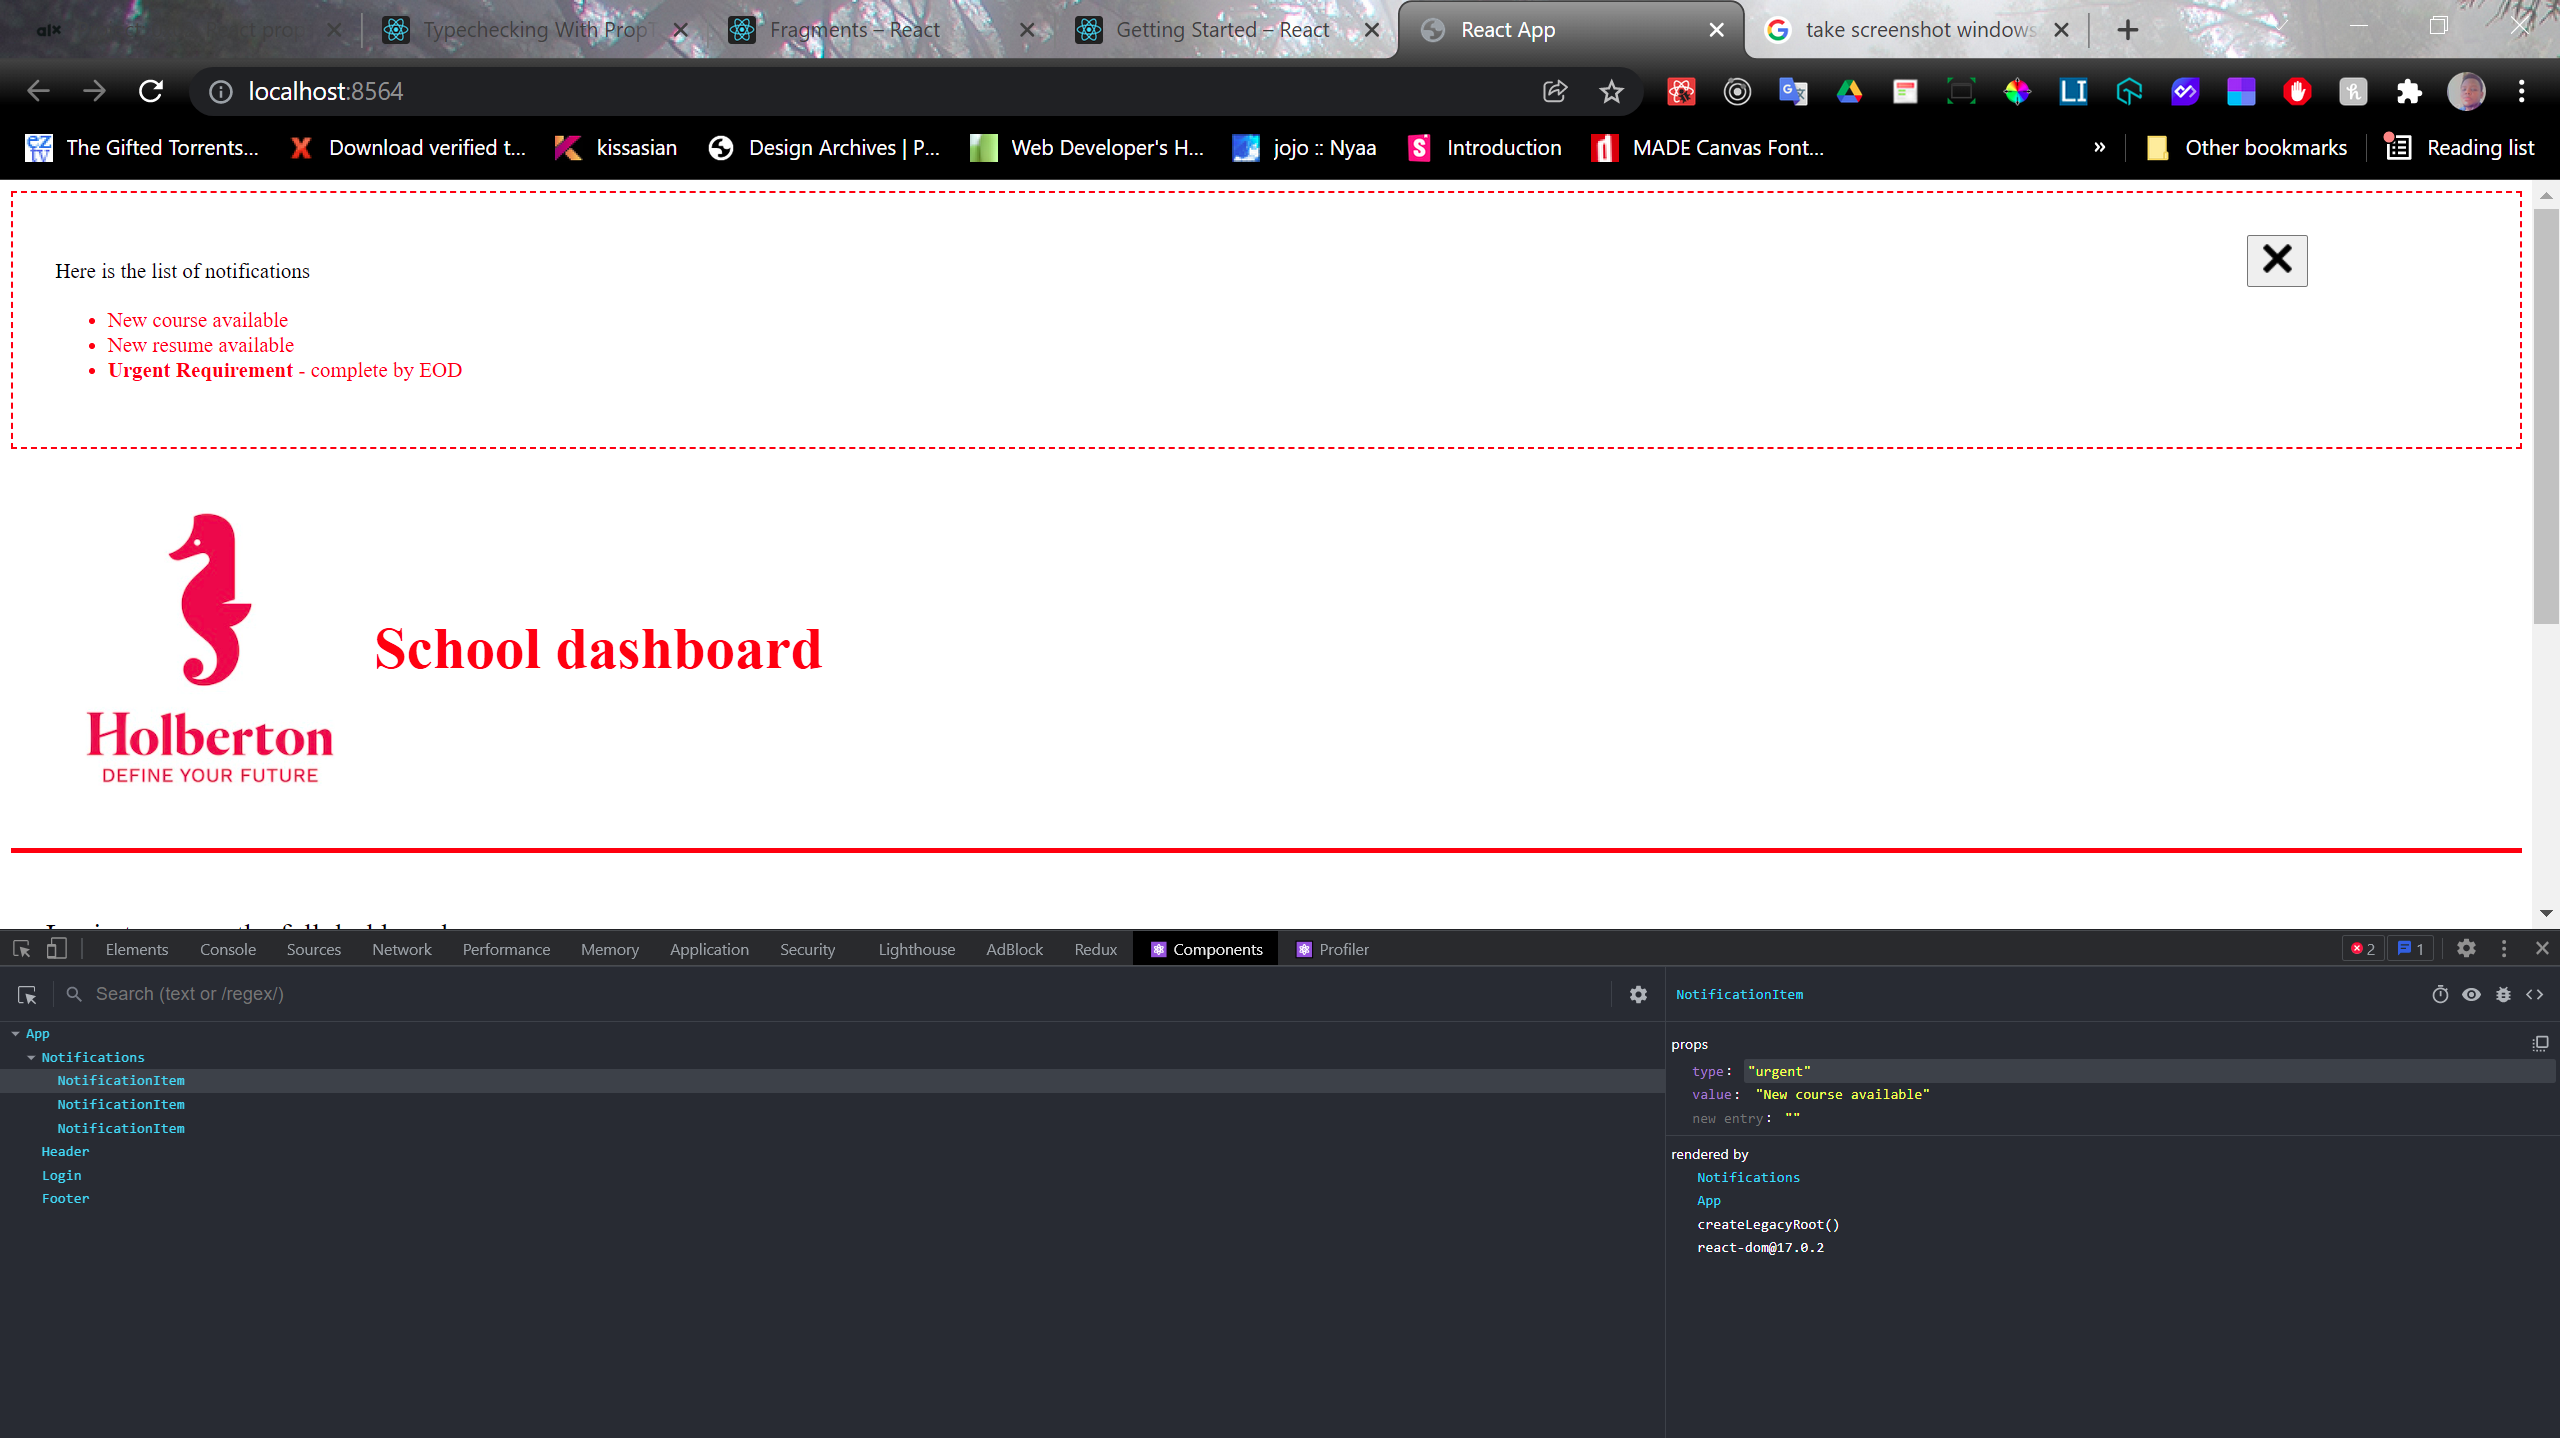 alx
Typechecking With PropT
Fragments – React
Getting Started – React
React App
take screenshot windows
localhost:8564
The Gifted Torrents...
Download verified t...
kissasian
Design Archives | P...
Web Developer's H...
jojo :: Nyaa
Introduction
MADE Canvas Font...
»
Other bookmarks
Reading list
Here is the list of notifications
New course available
New resume available
Urgent Requirement - complete by EOD
School dashboard
Holberton
DEFINE YOUR FUTURE
Elements Console Sources Network Performance Memory Application Security Lighthouse AdBlock Redux Components Profiler 2 1
Search (text or /regex/)
App
Notifications
NotificationItem
NotificationItem
NotificationItem
Header
Login
Footer
NotificationItem
props
type: "urgent"
value: "New course available"
new entry: ""
rendered by
Notifications
App
createLegacyRoot()
react-dom@17.0.2